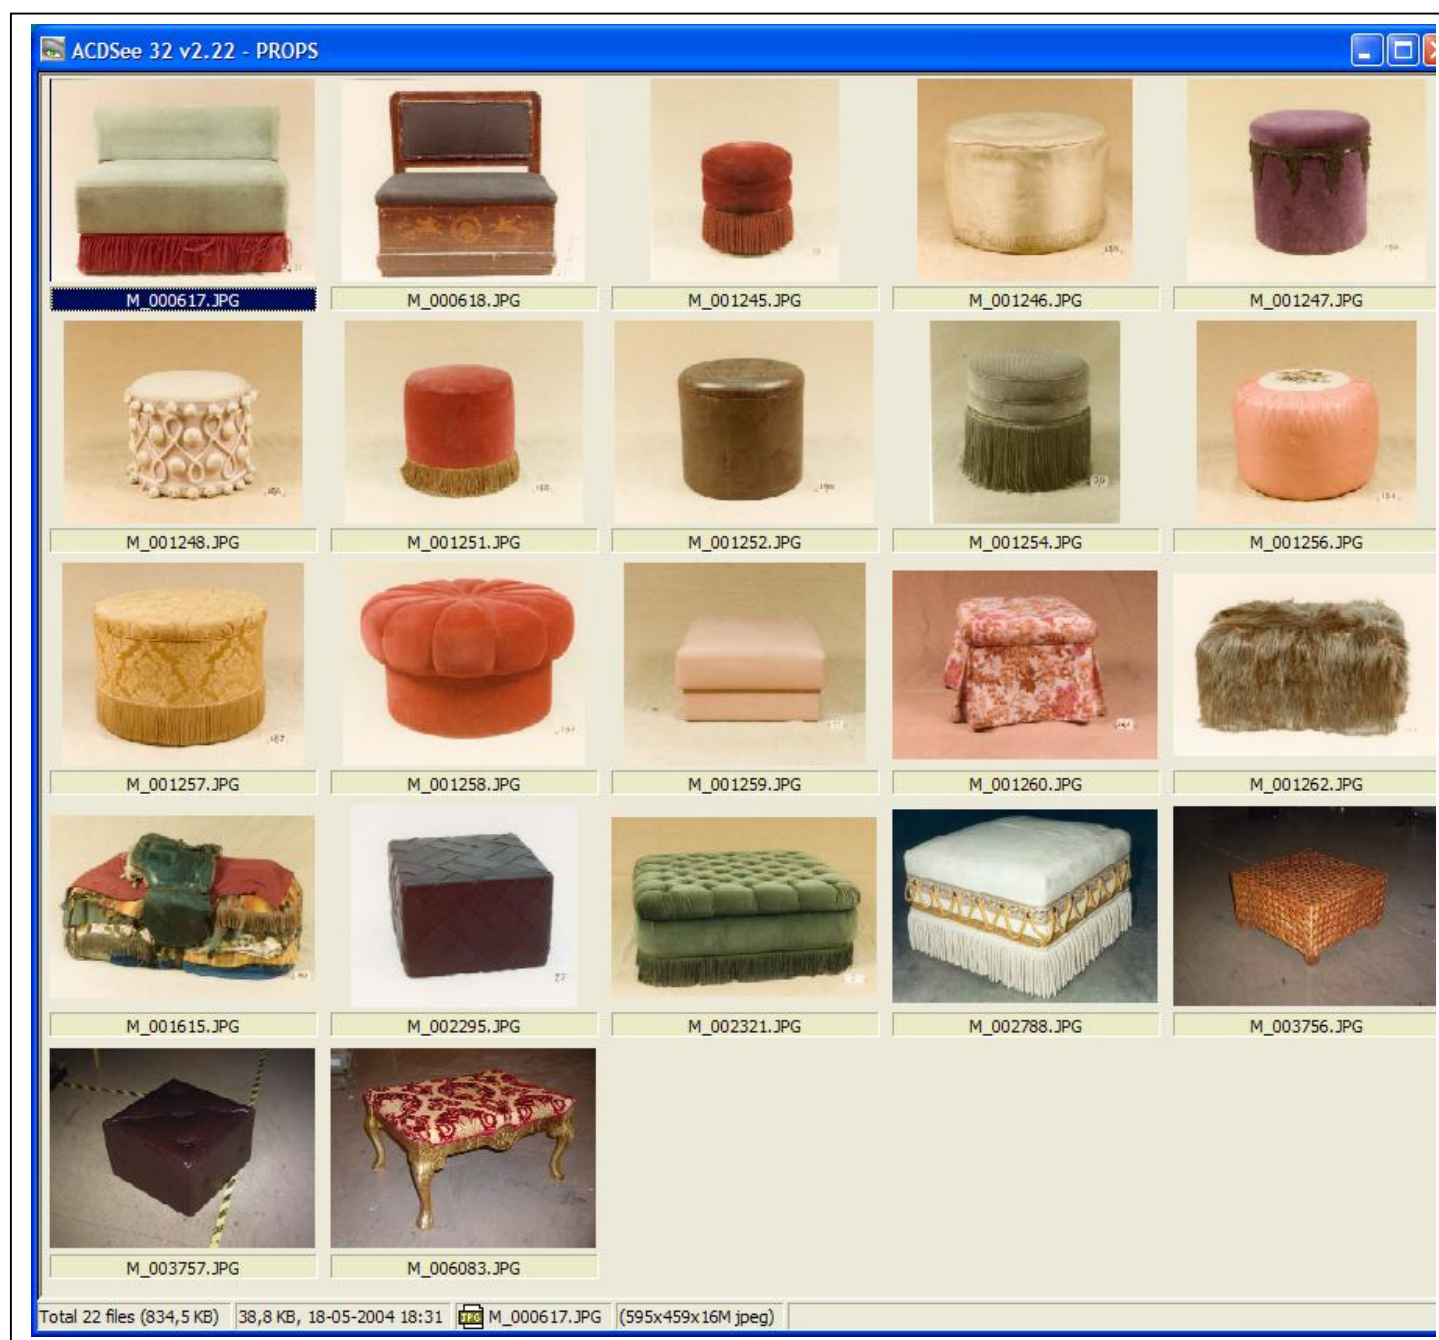 ACDSee 32 v2.22 - PROPS
M_000617.JPG M_000618.JPG M_001245.JPG M_001246.JPG M_001247.JPG
M_001248.JPG M_001251.JPG M_001252.JPG M_001254.JPG M_001256.JPG
M_001257.JPG M_001258.JPG M_001259.JPG M_001260.JPG M_001262.JPG
22
M_001615.JPG M_002295.JPG M_002321.JPG M_002788.JPG M_003756.JPG
M_003757.JPG M_006083.JPG
Total 22 files (834,5 KB) 38,8 KB, 18-05-2004 18:31 JPG M_000617.JPG (595x459x16M jpeg)